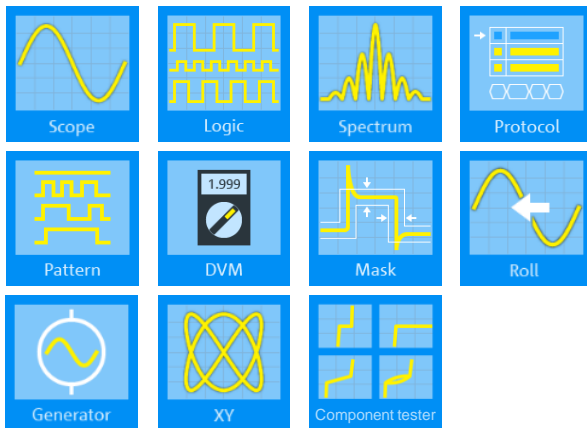 Scope
Logic
Spectrum
Protocol
1.999
Pattern
DVM
Mask
Roll
Generator
XY
Component tester